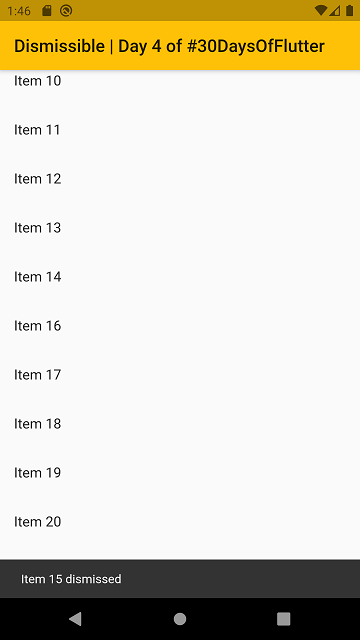 1:46
Dismissible | Day 4 of #30DaysOfFlutter
Item 10
Item 11
Item 12
Item 13
Item 14
Item 16
Item 17
Item 18
Item 19
Item 20
Item 15 dismissed